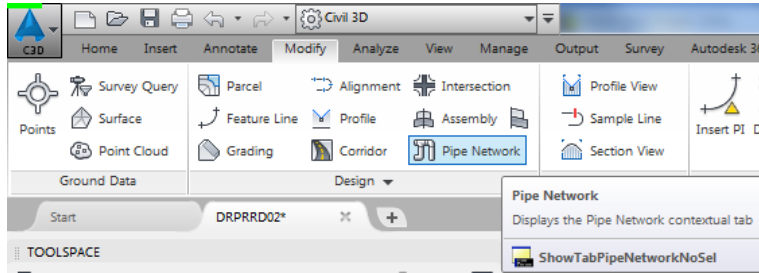 Civil 3D
C3D Home Insert Annotate Modify Analyze View Manage Output Survey Autodesk 3
Points Survey Query Parcel Alignment Intersection Profile View Insert PI
Surface Feature Line Profile Assembly Sample Line
Point Cloud Grading Corridor Pipe Network Section View
Ground Data Design
Start DRPRRD02* Pipe Network
Displays the Pipe Network contextual tab
TOOLSPACE ShowTabPipeNetworkNoSel